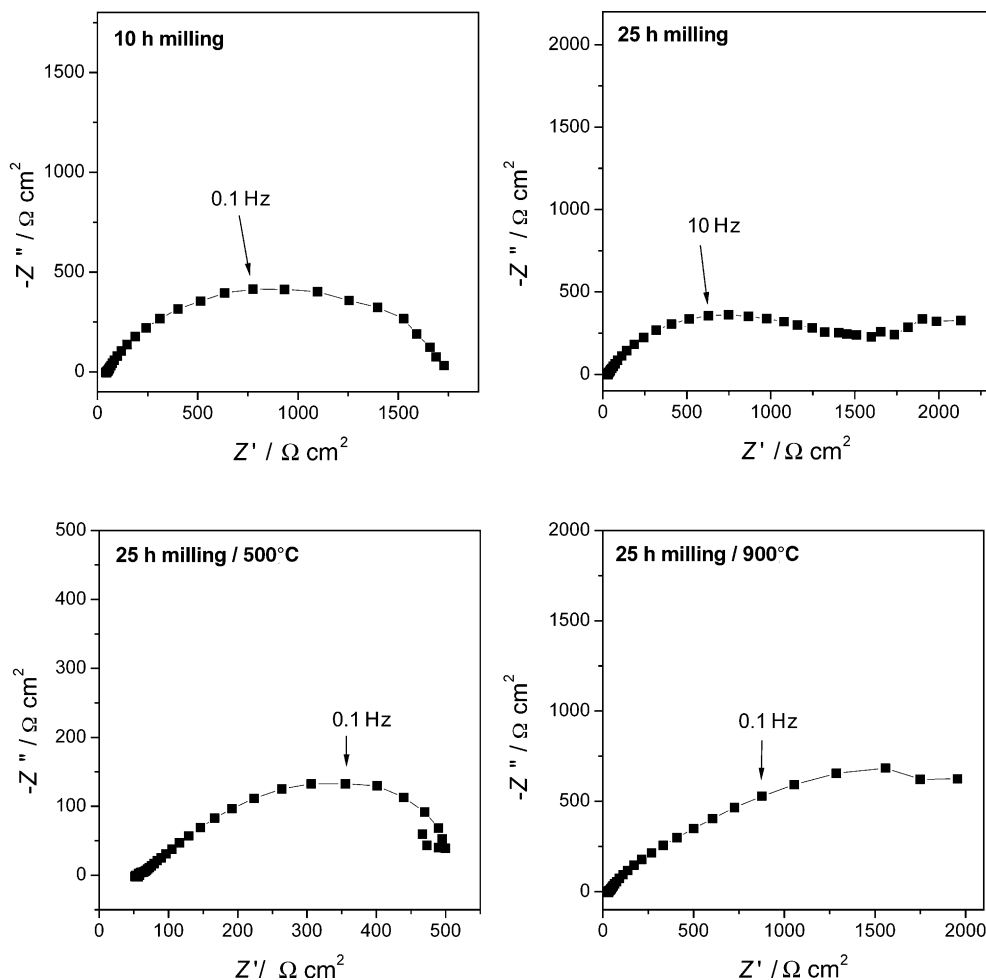 10 h milling
1500
1000
500
0
-Z '' / Ω cm²
0.1 Hz
0 500 1000 1500
Z ' / Ω cm²
25 h milling
2000
1500
1000
500
0
-Z '' / Ω cm²
10 Hz
0 500 1000 1500 2000
Z ' / Ω cm²
25 h milling / 500°C
500
400
300
200
100
0
-Z '' / Ω cm²
0.1 Hz
0 100 200 300 400 500
Z '/ Ω cm²
25 h milling / 900°C
2000
1500
1000
500
0
-Z '' / Ω cm²
0.1 Hz
0 500 1000 1500 2000
Z ' / Ω cm²